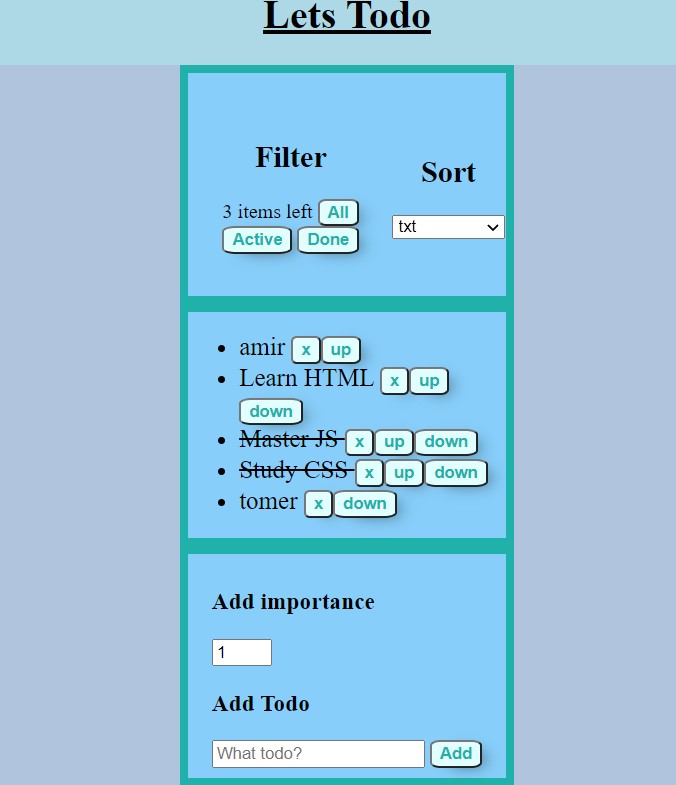 Lets Todo
Filter
Sort
3 items left All
Active Done
txt
amir x up
Learn HTML x up
down
Master JS x up down
Study CSS x up down
tomer x down
Add importance
1
Add Todo
What todo? Add